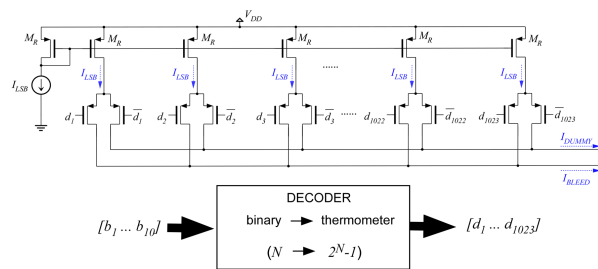 V_DD
M_R M_R M_R M_R M_R M_R
I_LSB I_LSB I_LSB I_LSB ...... I_LSB I_LSB
d_1 d̅_1 d_2 d̅_2 d_3 d̅_3 ...... d_1022 d̅_1022 d_1023 d̅_1023
I_DUMMY
I_BLEED
DECODER
[b_1 ... b_10] binary → thermometer [d_1 ... d_1023]
(N → 2^N-1)